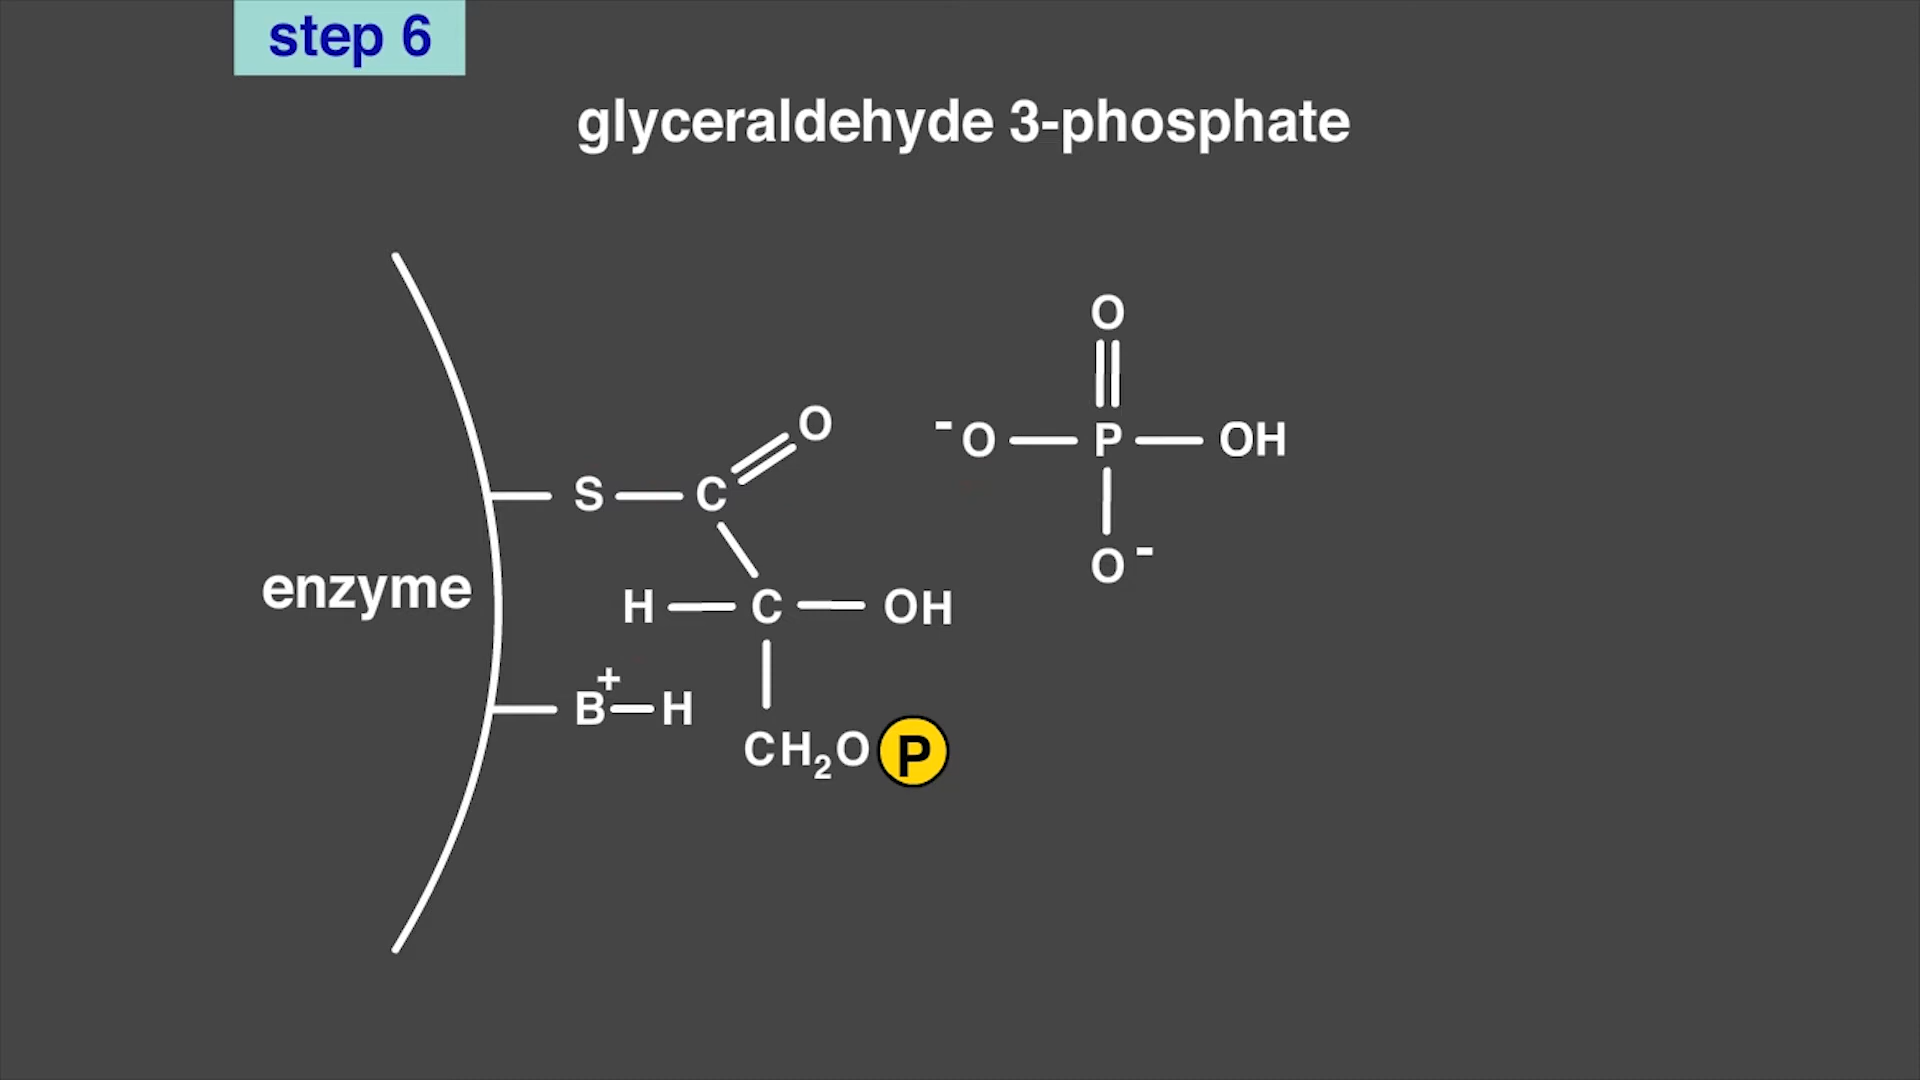 step 6
glyceraldehyde 3-phosphate
O
O
-O P OH
S C
O-
enzyme
H C OH
+
B H
CH₂O P